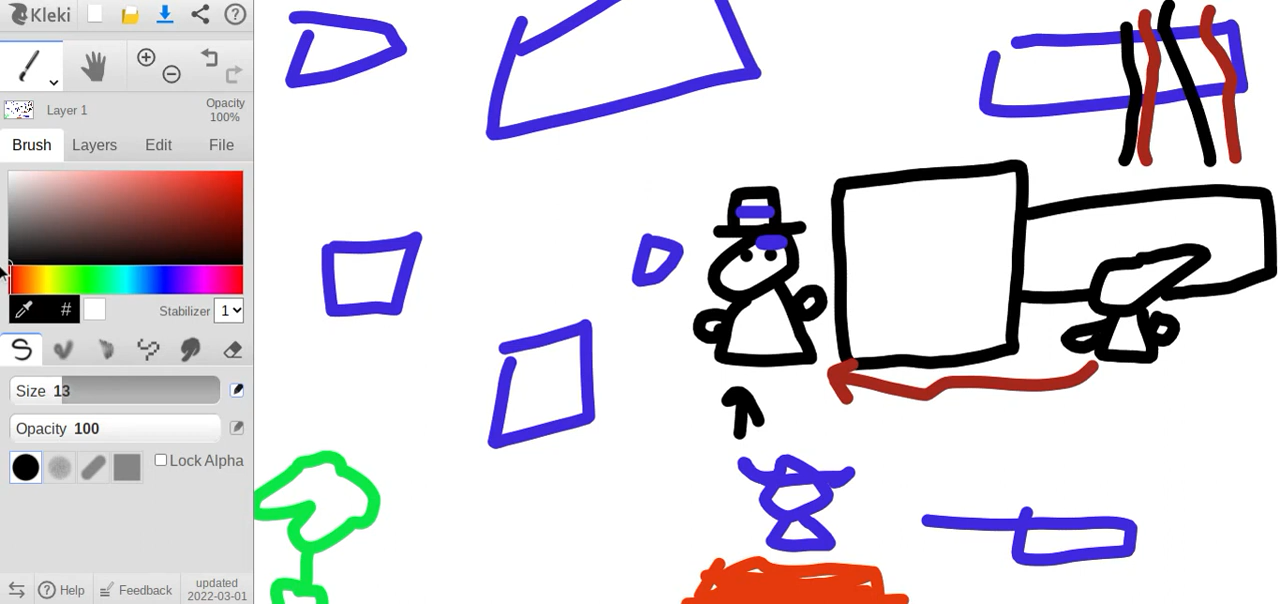 Kleki
Layer 1
Opacity
100%
Brush
Layers
Edit
File
#
Stabilizer 1
Size 13
Opacity 100
Lock Alpha
Help
Feedback
updated
2022-03-01